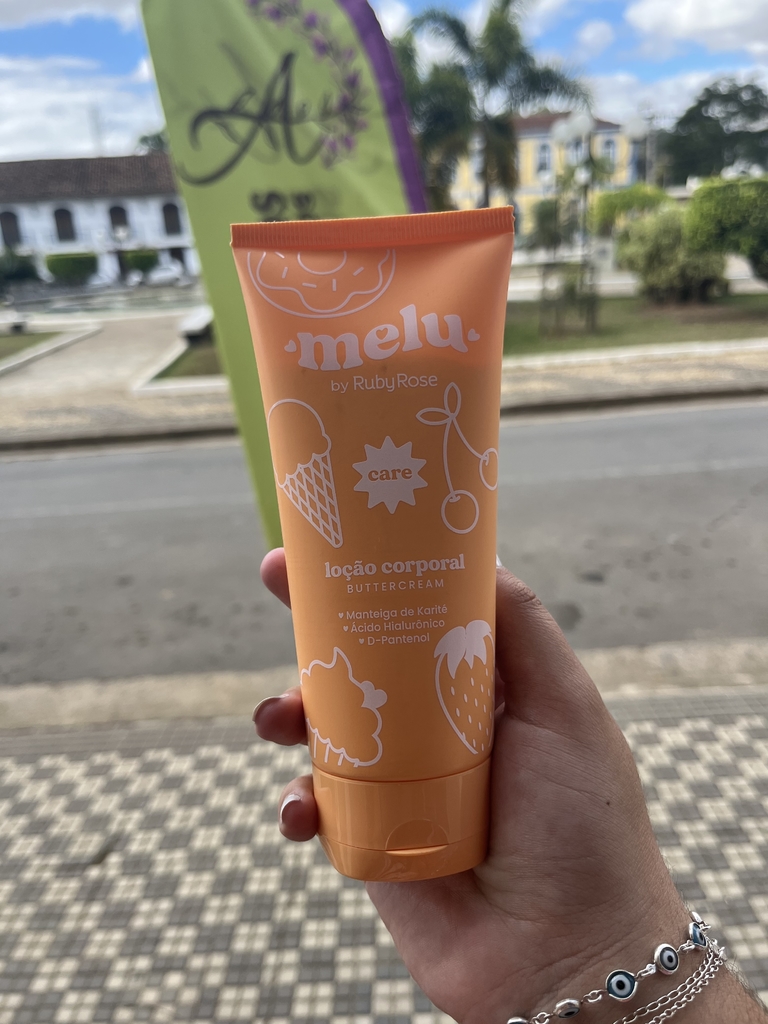 A
melu
by RubyRose
care
loção corporal
BUTTERCREAM
Manteiga de Karité
Ácido Hialurônico
D-Pantenol